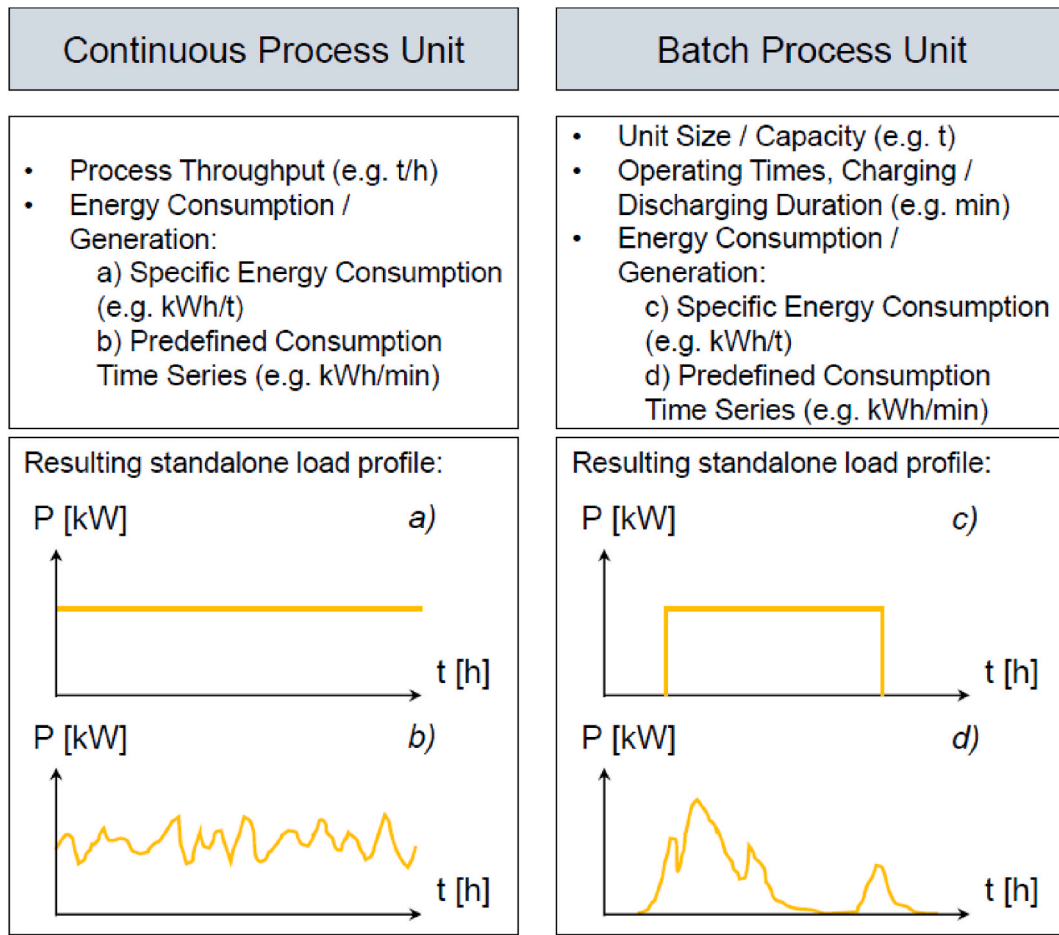 Continuous Process Unit
• Process Throughput (e.g. t/h)
• Energy Consumption /
Generation:
a) Specific Energy Consumption
(e.g. kWh/t)
b) Predefined Consumption
Time Series (e.g. kWh/min)
Resulting standalone load profile:
P [kW]
a)
t [h]
P [kW]
b)
t [h]
Batch Process Unit
• Unit Size / Capacity (e.g. t)
• Operating Times, Charging /
Discharging Duration (e.g. min)
• Energy Consumption /
Generation:
c) Specific Energy Consumption
(e.g. kWh/t)
d) Predefined Consumption
Time Series (e.g. kWh/min)
Resulting standalone load profile:
P [kW]
c)
t [h]
P [kW]
d)
t [h]